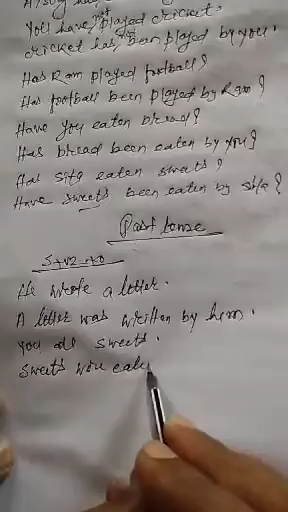 You have not played cricket.
cricket has not been played by you.
Has Ram played football?
Has football been played by Ram?
Have you eaten bread?
Has bread been eaten by you?
Has sita eaten sweets?
Have sweets been eaten by sita?
Past tense
S+V2+O
He wrote a letter.
A letter was written by him.
You ate sweets.
Sweets were eaten